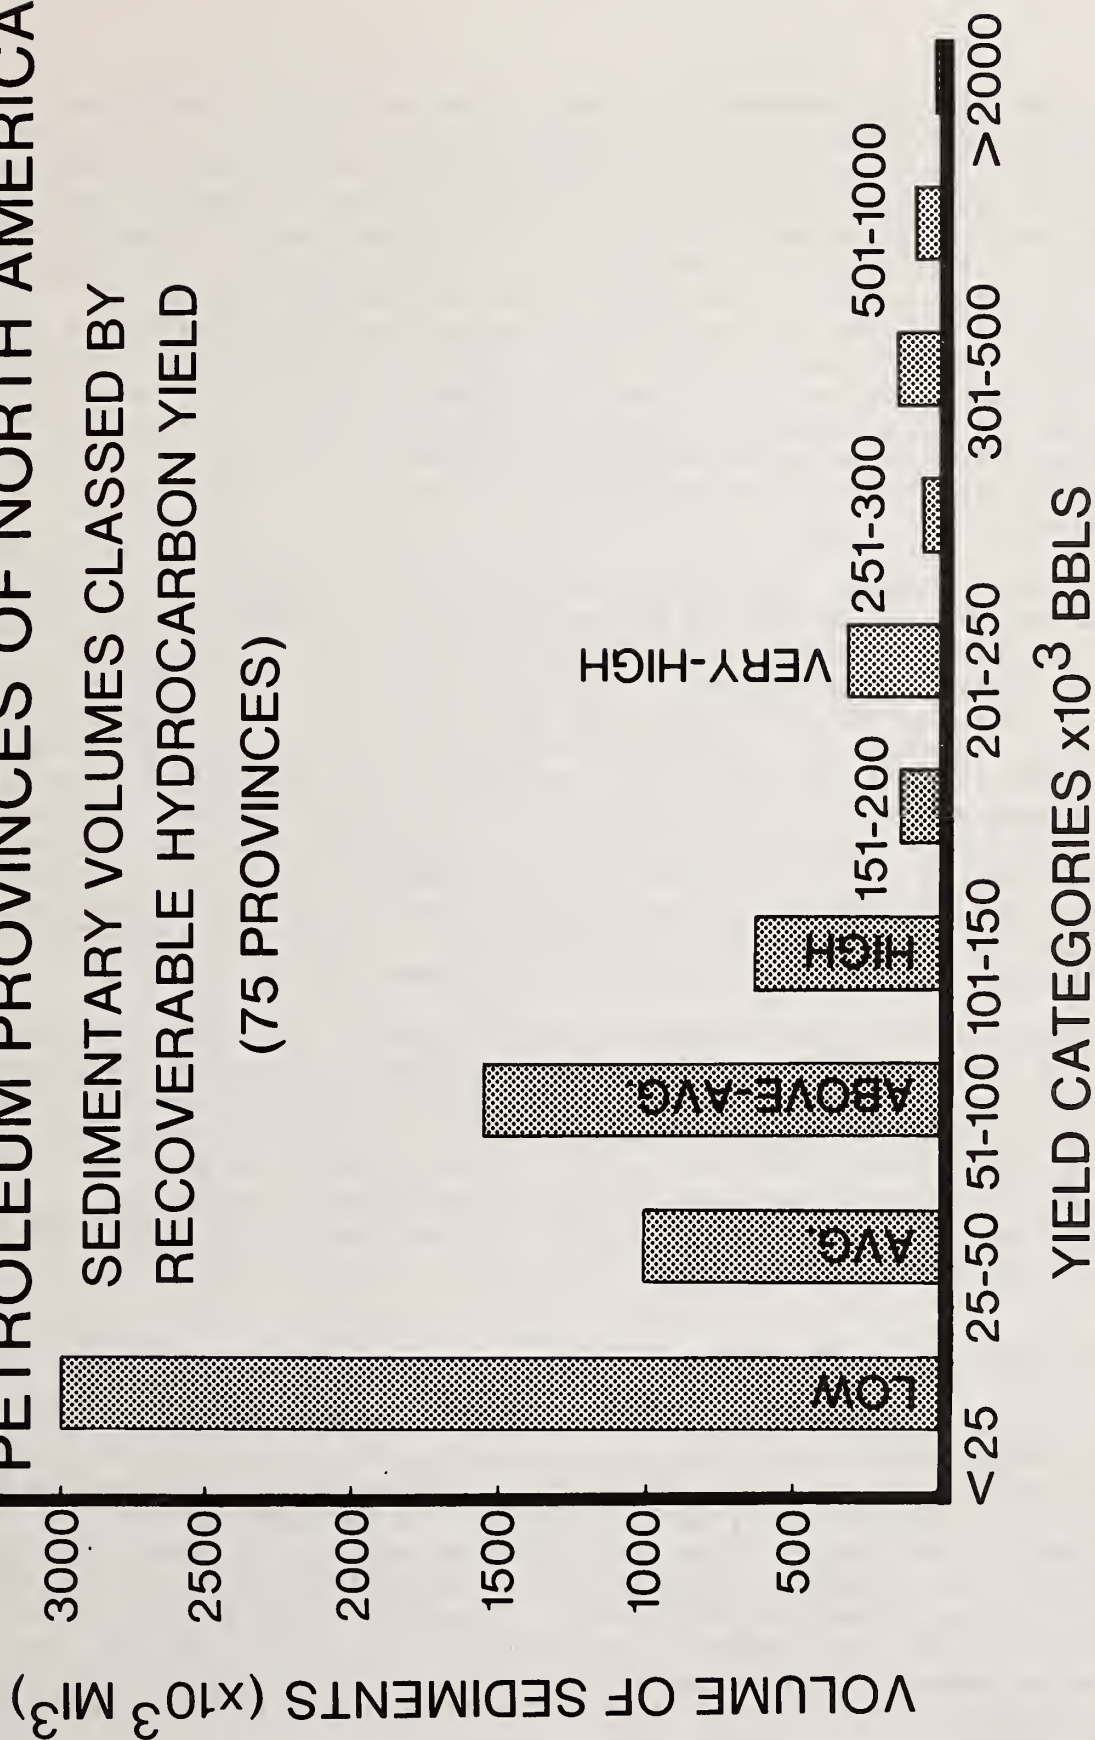 PETROLEUM PROVINCES OF NORTH AMERICA
SEDIMENTARY VOLUMES CLASSED BY
RECOVERABLE HYDROCARBON YIELD
(75 PROVINCES)
VOLUME OF SEDIMENTS (x10³ MI³)
3000
2500
2000
1500
1000
500
LOW
AVG.
ABOVE-AVG.
HIGH
VERY-HIGH
151-200
251-300
501-1000
<25 25-50 51-100 101-150 201-250 301-500 >2000
YIELD CATEGORIES x10³ BBLS